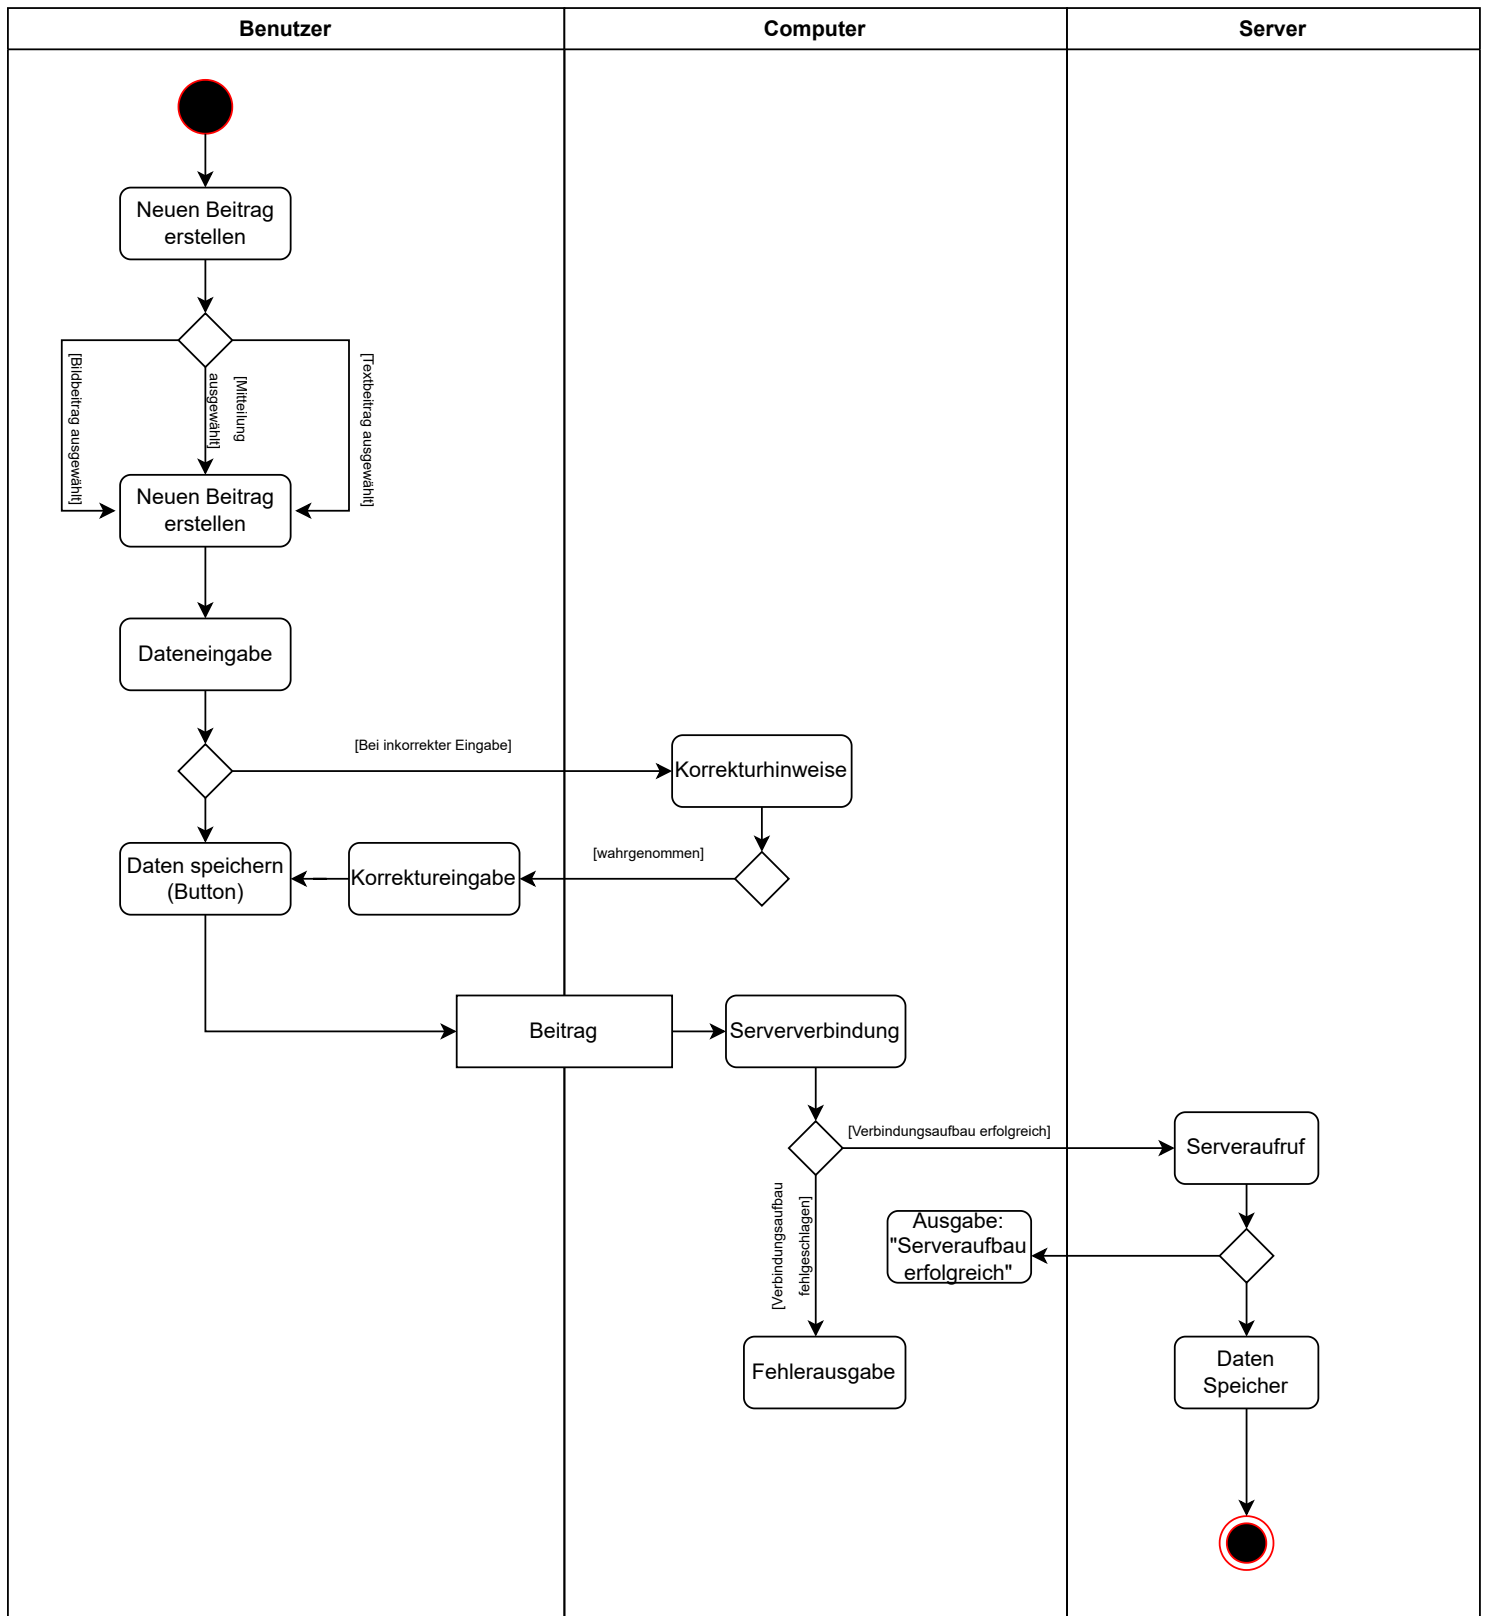 Benutzer
Computer
Server
Neuen Beitrag
erstellen
[Bildbeitrag ausgewählt]
[Mitteilung
ausgewählt]
[Textbeitrag ausgewählt]
Neuen Beitrag
erstellen
Dateneingabe
[Bei inkorrekter Eingabe]
Korrekturhinweise
Daten speichern
(Button)
Korrektureingabe
[wahrgenommen]
Beitrag
Serververbindung
[Verbindungsaufbau erfolgreich]
Serveraufruf
[Verbindungsaufbau
fehlgeschlagen]
Ausgabe:
"Serveraufbau
erfolgreich"
Fehlerausgabe
Daten
Speicher